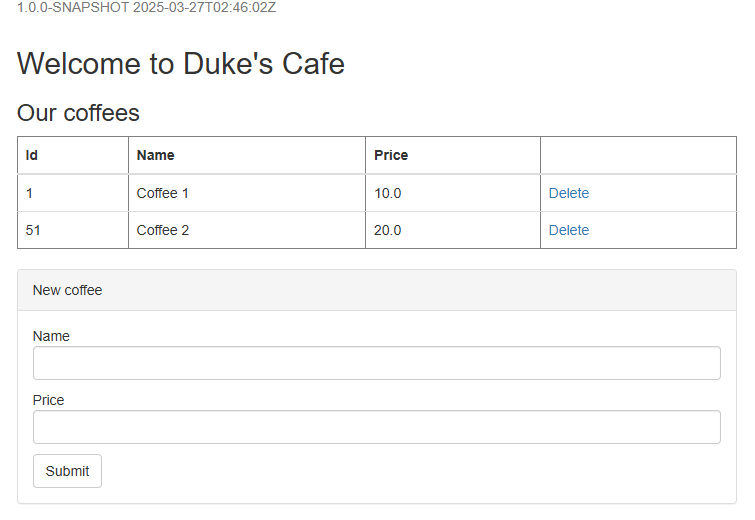 1.0.0-SNAPSHOT 2025-03-27T02:46:02Z
Welcome to Duke's Cafe
Our coffees
Id Name Price
1 Coffee 1 10.0 Delete
51 Coffee 2 20.0 Delete
New coffee
Name
Price
Submit